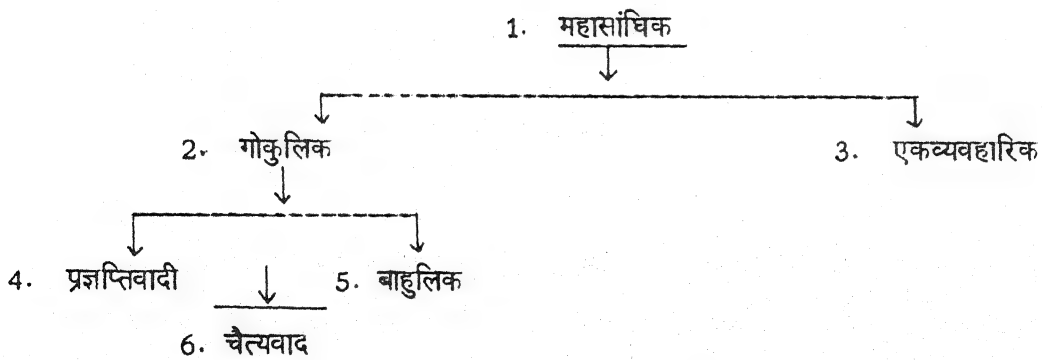 1. महासांघिक
2. गोकुलिक 3. एकव्यवहारिक
4. प्रज्ञप्तिवादी 5. बाहुलिक
6. चैत्यवाद